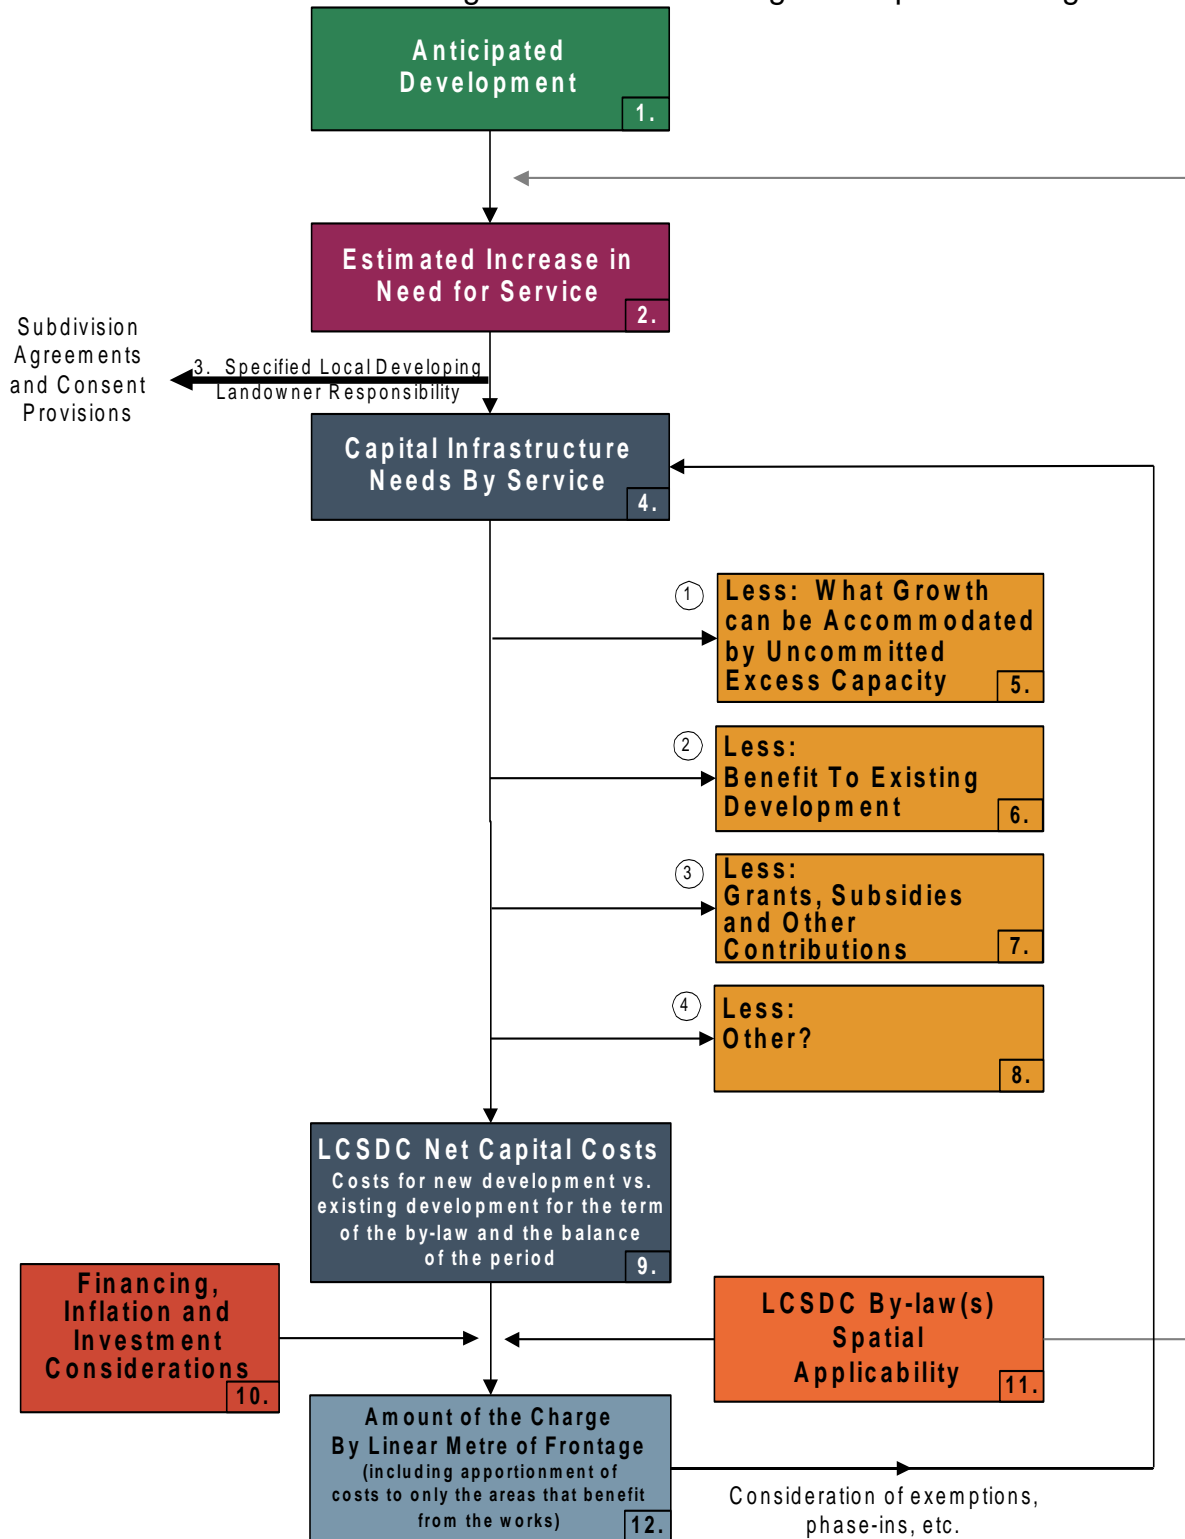 Anticipated
Development
1.
Estimated Increase in
Need for Service
2.
Subdivision
Agreements
and Consent
Provisions
3. Specified Local Developing
Landowner Responsibility
Capital Infrastructure
Needs By Service
4.
1
Less: What Growth
can be Accommodated
by Uncommitted
Excess Capacity
5.
2
Less:
Benefit To Existing
Development
6.
3
Less:
Grants, Subsidies
and Other
Contributions
7.
4
Less:
Other?
8.
LCSDC Net Capital Costs
Costs for new development vs.
existing development for the term
of the by-law and the balance
of the period
9.
Financing,
Inflation and
Investment
Considerations
10.
LCSDC By-law(s)
Spatial
Applicability
11.
Amount of the Charge
By Linear Metre of Frontage
(including apportionment of
costs to only the areas that benefit
from the works)
12.
Consideration of exemptions,
phase-ins, etc.